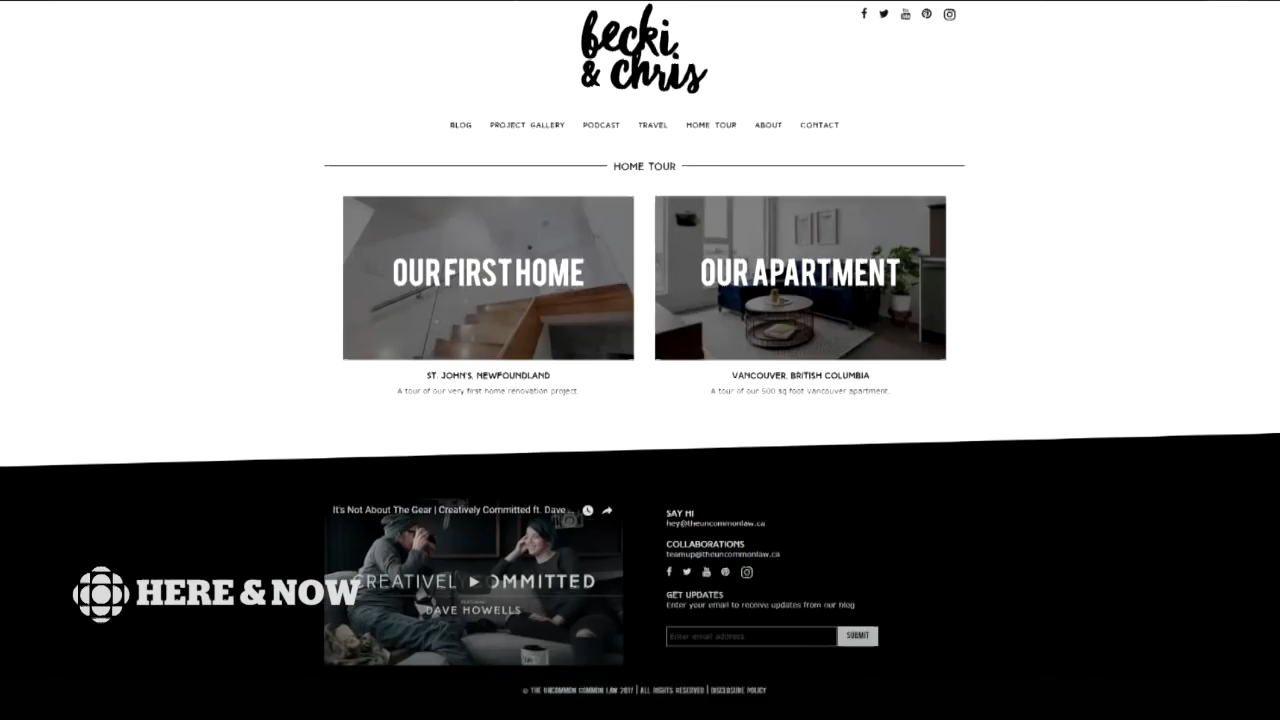 becki
& chris
BLOG PROJECT GALLERY PODCAST TRAVEL HOME TOUR ABOUT CONTACT
HOME TOUR
OUR FIRST HOME
OUR APARTMENT
ST. JOHN'S, NEWFOUNDLAND
A tour of our very first home renovation project.
VANCOUVER, BRITISH COLUMBIA
A tour of our 500 sq foot vancouver apartment.
It's Not About The Gear | Creatively Committed ft. Dave ...
CREATIVEL OMMITTED
DAVE HOWELLS
HERE & NOW
SAY HI
hey@theuncommonlaw.ca
COLLABORATIONS
teamup@theuncommonlaw.ca
GET UPDATES
Enter your email to receive updates from our blog
Enter email address
SUBMIT
© THE UNCOMMON COMMON LAW 2017 | ALL RIGHTS RESERVED | DISCLOSURE POLICY